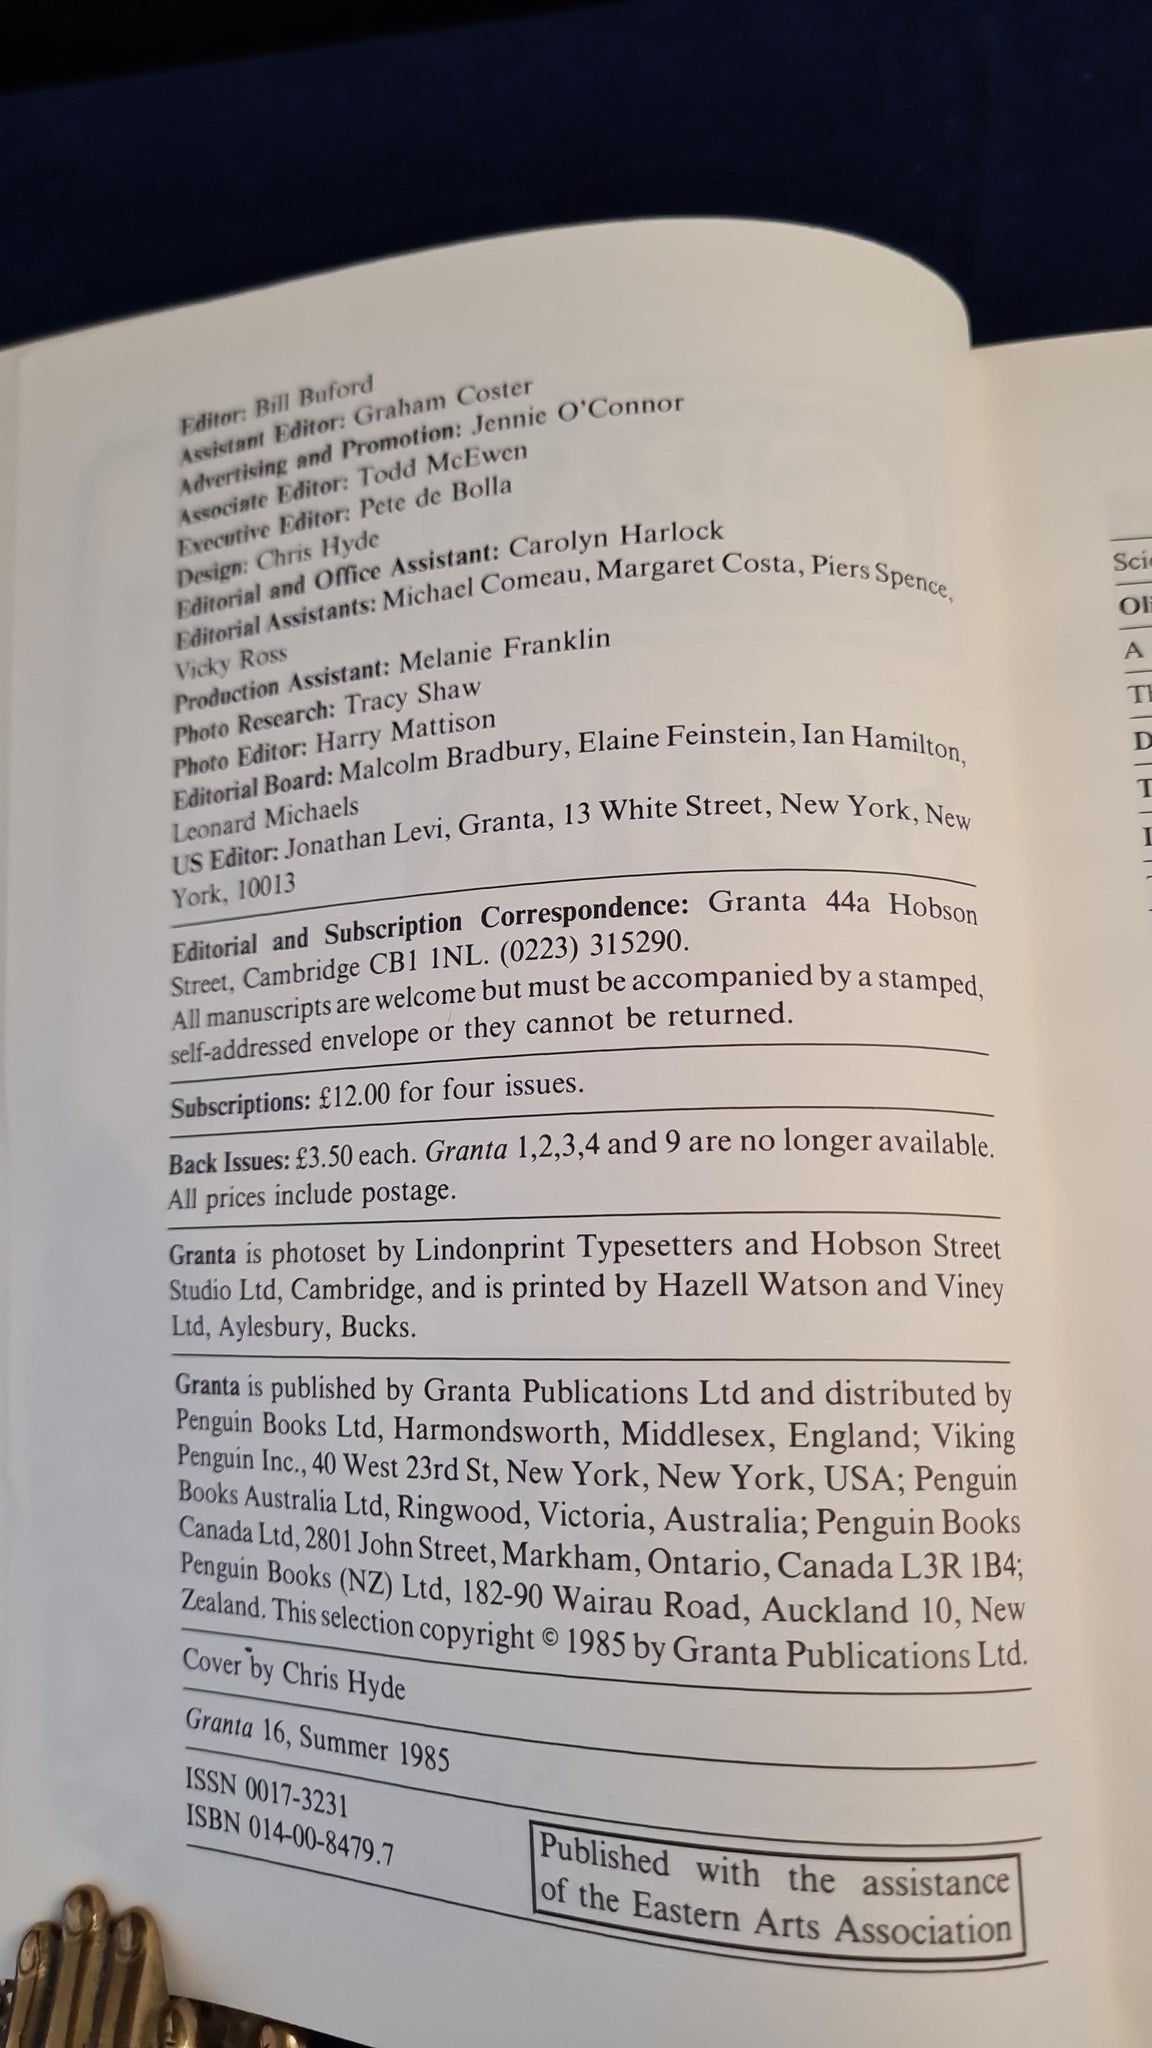 Editor: Bill Buford
Assistant Editor: Graham Coster
Advertising and Promotion: Jennie O'Connor
Associate Editor: Todd McEwen
Executive Editor: Pete de Bolla
Design: Chris Hyde
Editorial and Office Assistant: Carolyn Harlock
Editorial Assistants: Michael Comeau, Margaret Costa, Piers Spence,
Vicky Ross
Production Assistant: Melanie Franklin
Photo Research: Tracy Shaw
Photo Editor: Harry Mattison
Editorial Board: Malcolm Bradbury, Elaine Feinstein, Ian Hamilton,
Leonard Michaels
US Editor: Jonathan Levi, Granta, 13 White Street, New York, New
York, 10013
Editorial and Subscription Correspondence: Granta 44a Hobson
Street, Cambridge CB1 1NL. (0223) 315290.
All manuscripts are welcome but must be accompanied by a stamped,
self-addressed envelope or they cannot be returned.
Subscriptions: £12.00 for four issues.
Back Issues: £3.50 each. Granta 1,2,3,4 and 9 are no longer available.
All prices include postage.
Granta is photoset by Lindonprint Typesetters and Hobson Street
Studio Ltd, Cambridge, and is printed by Hazell Watson and Viney
Ltd, Aylesbury, Bucks.
Granta is published by Granta Publications Ltd and distributed by
Penguin Books Ltd, Harmondsworth, Middlesex, England; Viking
Penguin Inc., 40 West 23rd St, New York, New York, USA; Penguin
Books Australia Ltd, Ringwood, Victoria, Australia; Penguin Books
Canada Ltd, 2801 John Street, Markham, Ontario, Canada L3R 1B4;
Penguin Books (NZ) Ltd, 182-90 Wairau Road, Auckland 10, New
Zealand. This selection copyright © 1985 by Granta Publications Ltd.
Cover by Chris Hyde
Granta 16, Summer 1985
ISSN 0017-3231
ISBN 014-00-8479.7
Published with the assistance
of the Eastern Arts Association
A